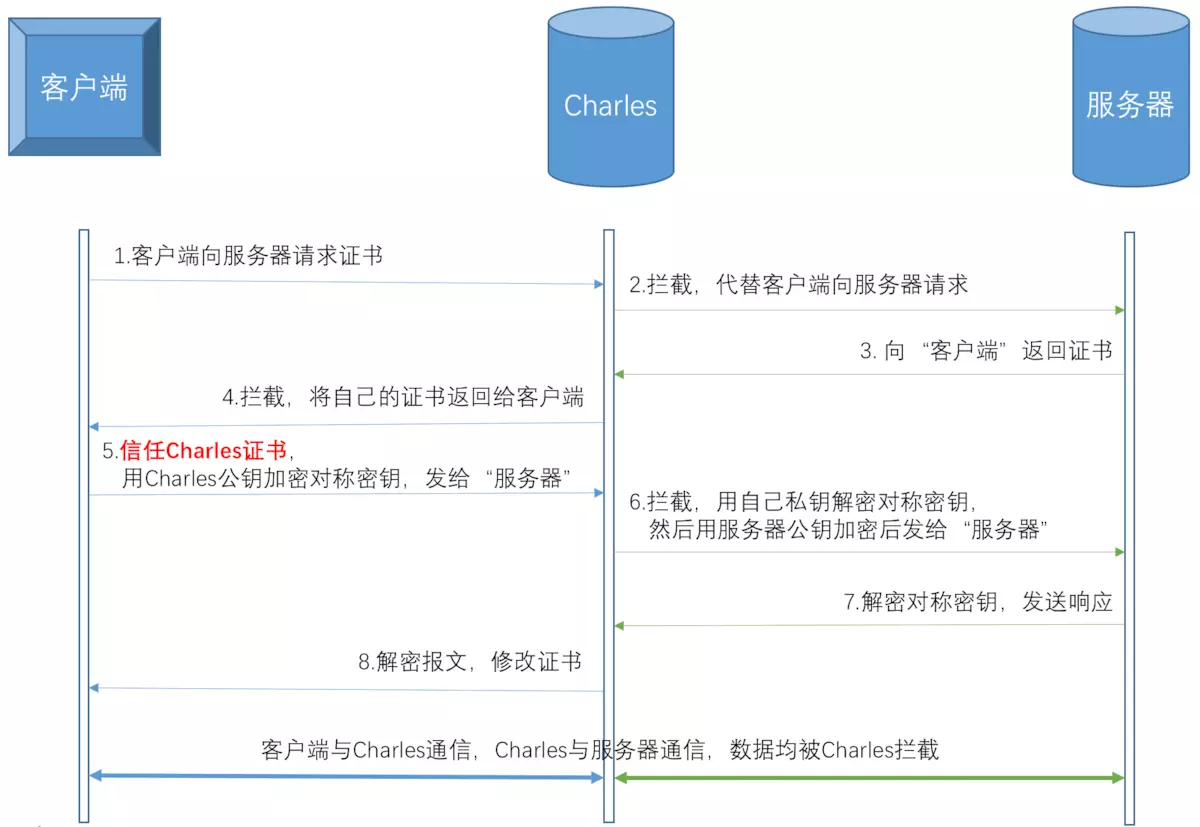 客户端
Charles
服务器
1.客户端向服务器请求证书
2.拦截，代替客户端向服务器请求
3. 向“客户端”返回证书
4.拦截，将自己的证书返回给客户端
5.信任Charles证书，
用Charles公钥加密对称密钥，发给“服务器”
6.拦截，用自己私钥解密对称密钥，
然后用服务器公钥加密后发给“服务器”
7.解密对称密钥，发送响应
8.解密报文，修改证书
客户端与Charles通信，Charles与服务器通信，数据均被Charles拦截